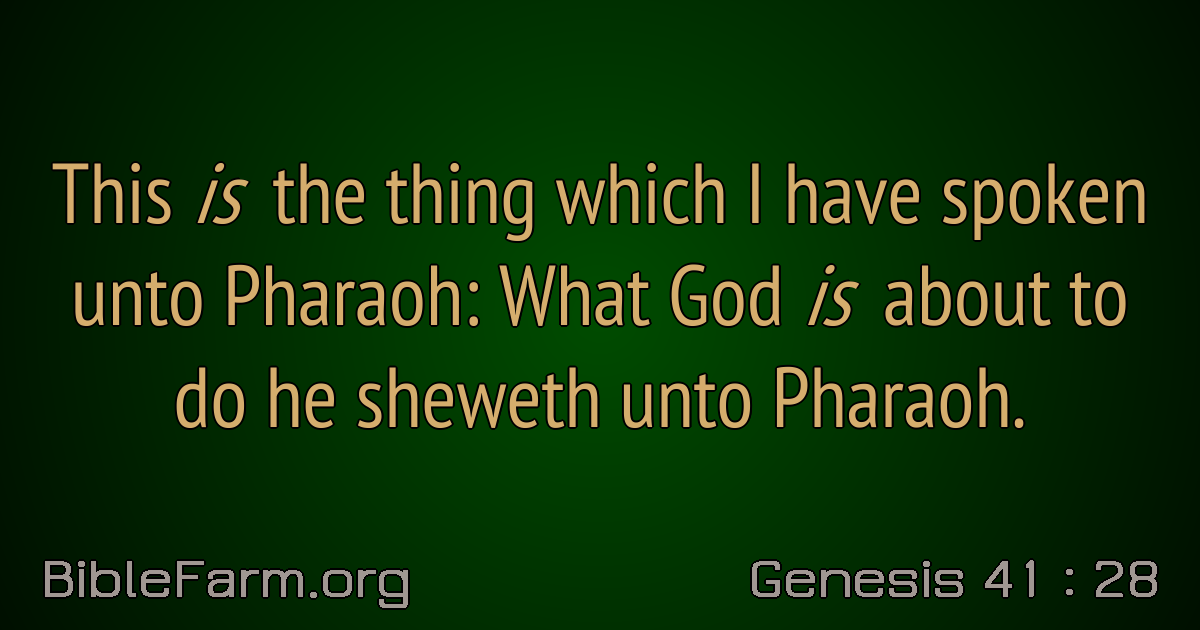 This is the thing which I have spoken
unto Pharaoh: What God is about to
do he sheweth unto Pharaoh.
BibleFarm.org
Genesis 41 : 28